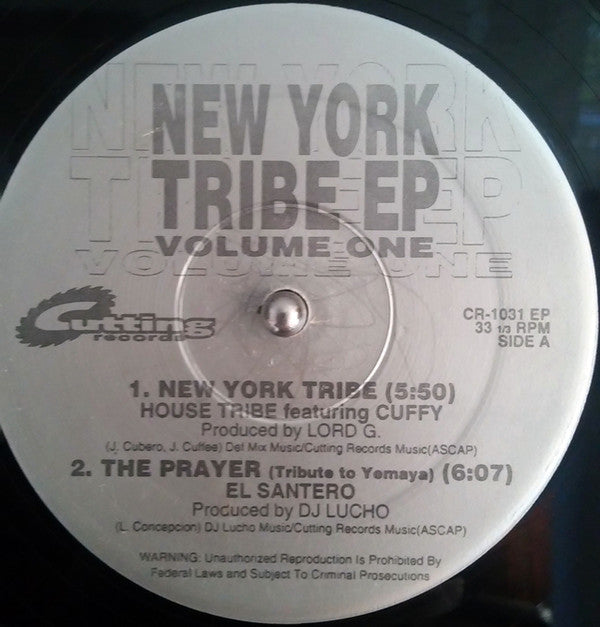 NEW YORK
TRIBE EP
VOLUME ONE
Cutting
records
CR-1031 EP
33 1/3 RPM
SIDE A
1. NEW YORK TRIBE (5:50)
HOUSE TRIBE featuring CUFFY
Produced by LORD G.
(J. Cubero, J. Cuffee) Def Mix Music/Cutting Records Music(ASCAP)
2. THE PRAYER (Tribute to Yemaya) (6:07)
EL SANTERO
Produced by DJ LUCHO
(L. Concepcion) DJ Lucho Music/Cutting Records Music(ASCAP)
WARNING: Unauthorized Reproduction Is Prohibited By
Federal Laws and Subject To Criminal Prosecutions